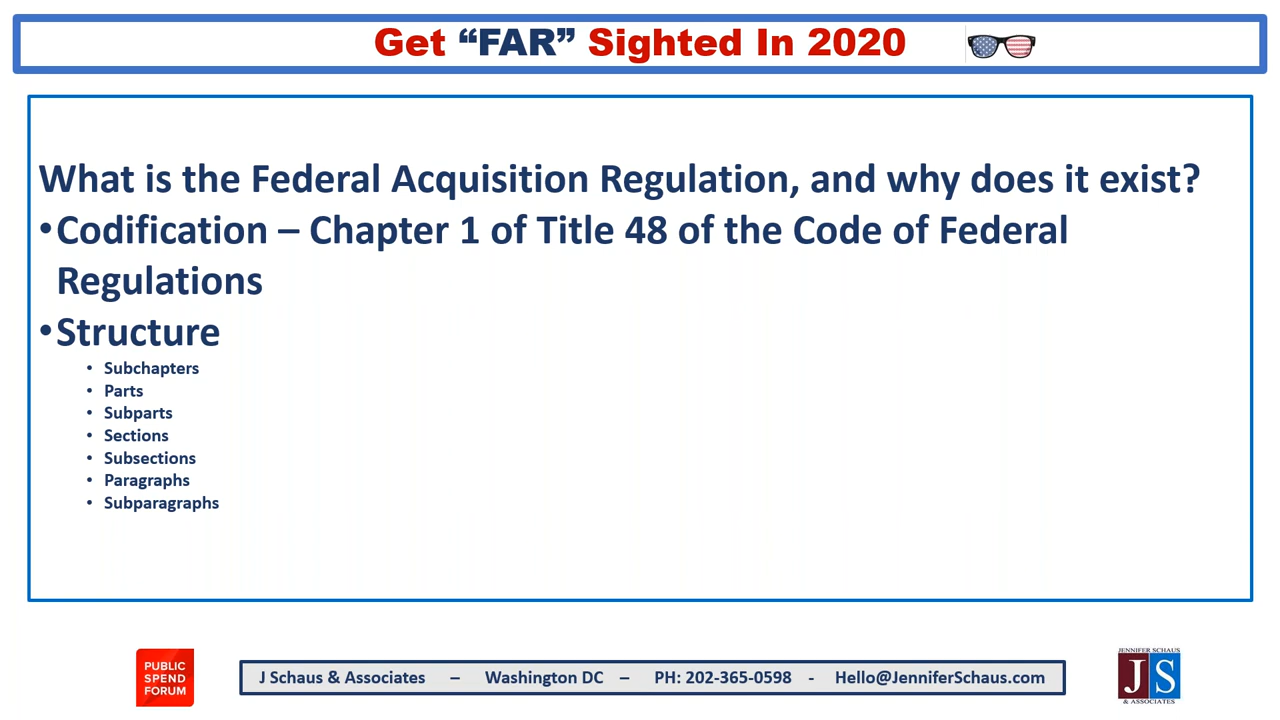 Get “FAR” Sighted In 2020
What is the Federal Acquisition Regulation, and why does it exist?
•Codification – Chapter 1 of Title 48 of the Code of Federal
Regulations
•Structure
• Subchapters
• Parts
• Subparts
• Sections
• Subsections
• Paragraphs
• Subparagraphs
PUBLIC
SPEND
FORUM
J Schaus & Associates – Washington DC – PH: 202-365-0598 - Hello@JenniferSchaus.com
JENNIFER SCHAUS
JS
& ASSOCIATES